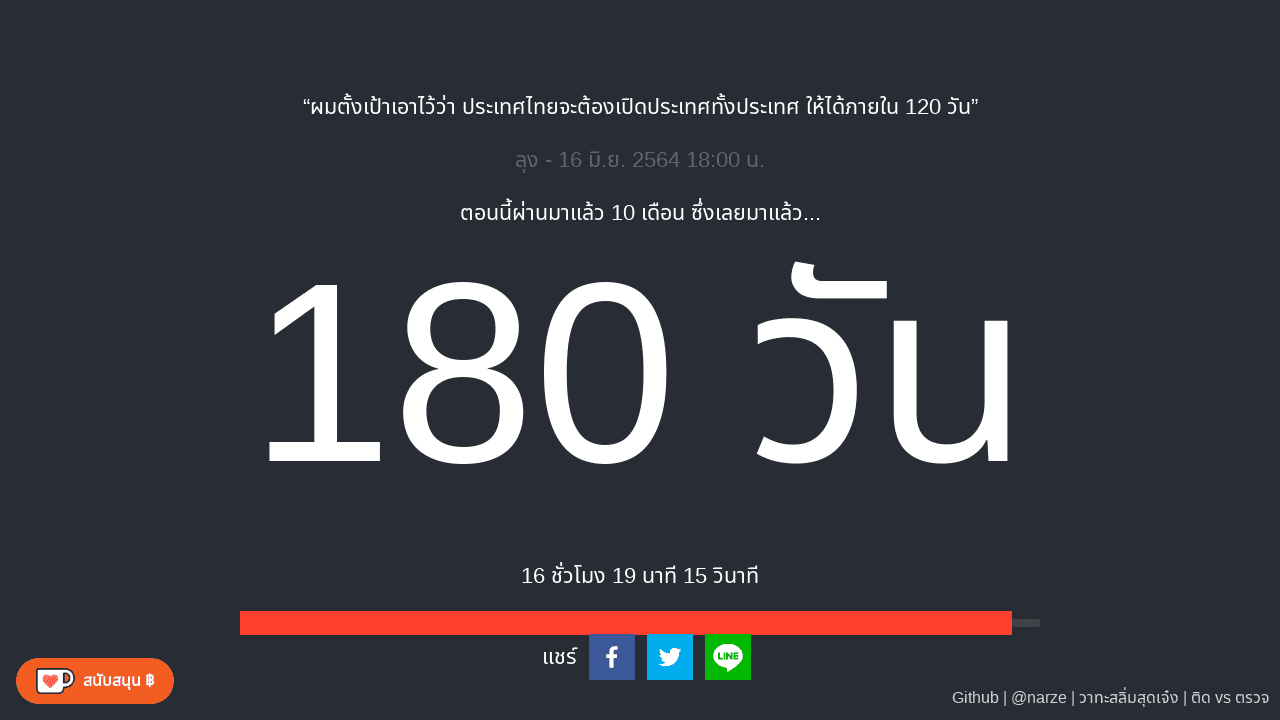 “ผมตั้งเป้าเอาไว้ว่า ประเทศไทยจะต้องเปิดประเทศทั้งประเทศ ให้ได้ภายใน 120 วัน”
ลุง - 16 มิ.ย. 2564 18:00 น.
ตอนนี้ผ่านมาแล้ว 10 เดือน ซึ่งเลยมาแล้ว...
180 วัน
16 ชั่วโมง 19 นาที 15 วินาที
แชร์
LINE
สนับสนุน ฿
Github | @narze | วาทะสลิ่มสุดเจ๋ง | ติด vs ตรวจ